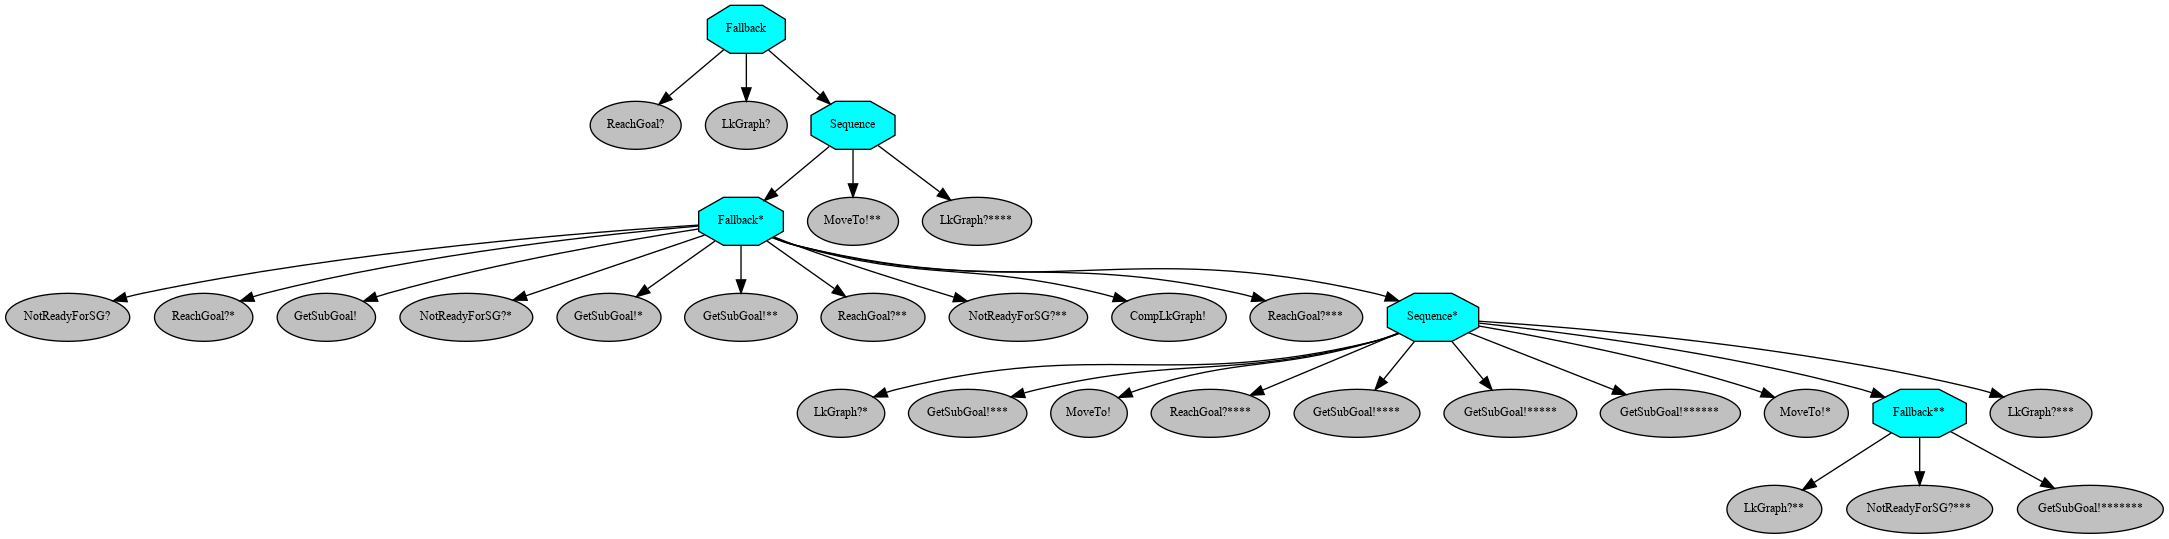 Fallback
ReachGoal?
LkGraph?
Sequence
Fallback*
MoveTo!**
LkGraph?****
NotReadyForSG?
ReachGoal?*
GetSubGoal!
NotReadyForSG?*
GetSubGoal!*
GetSubGoal!**
ReachGoal?**
NotReadyForSG?**
CompLkGraph!
ReachGoal?***
Sequence*
LkGraph?*
GetSubGoal!***
MoveTo!
ReachGoal?****
GetSubGoal!****
GetSubGoal!*****
GetSubGoal!******
MoveTo!*
Fallback**
LkGraph?***
LkGraph?**
NotReadyForSG?***
GetSubGoal!*******